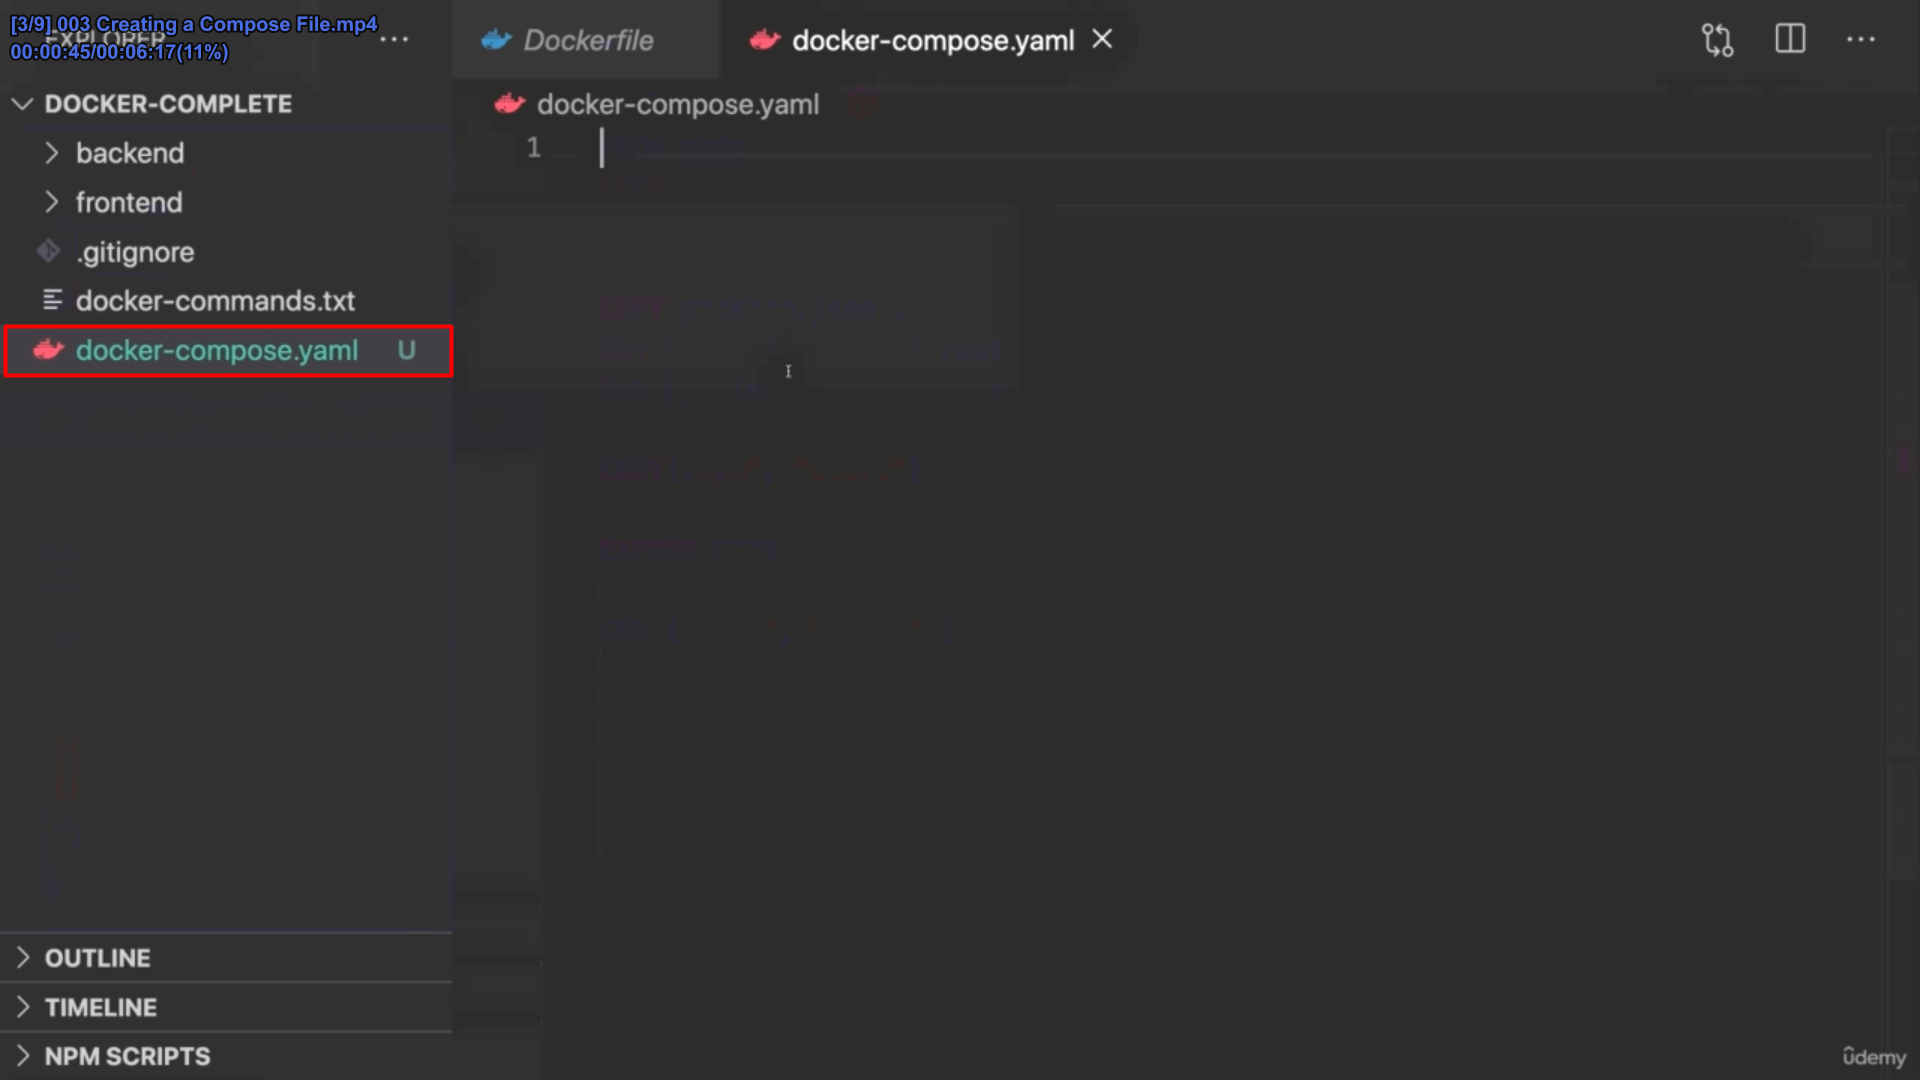 [3/9] 003 Creating a Compose File.mp4
EXPLORER
00:00:45/00:06:17(11%)
Dockerfile
docker-compose.yaml
DOCKER-COMPLETE
docker-compose.yaml
1
backend
frontend
.gitignore
docker-commands.txt
docker-compose.yaml U
OUTLINE
TIMELINE
NPM SCRIPTS
ûdemy